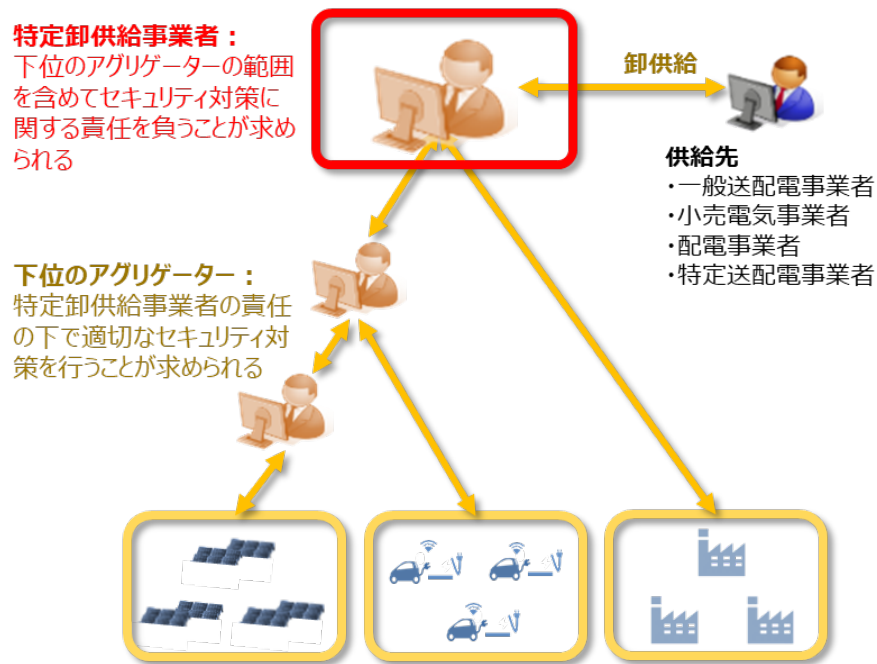 特定卸供給事業者：
下位のアグリゲーターの範囲
を含めてセキュリティ対策に
関する責任を負うことが求め
られる
卸供給
供給先
・一般送配電事業者
・小売電気事業者
・配電事業者
・特定送配電事業者
下位のアグリゲーター：
特定卸供給事業者の責任
の下で適切なセキュリティ対
策を行うことが求められる